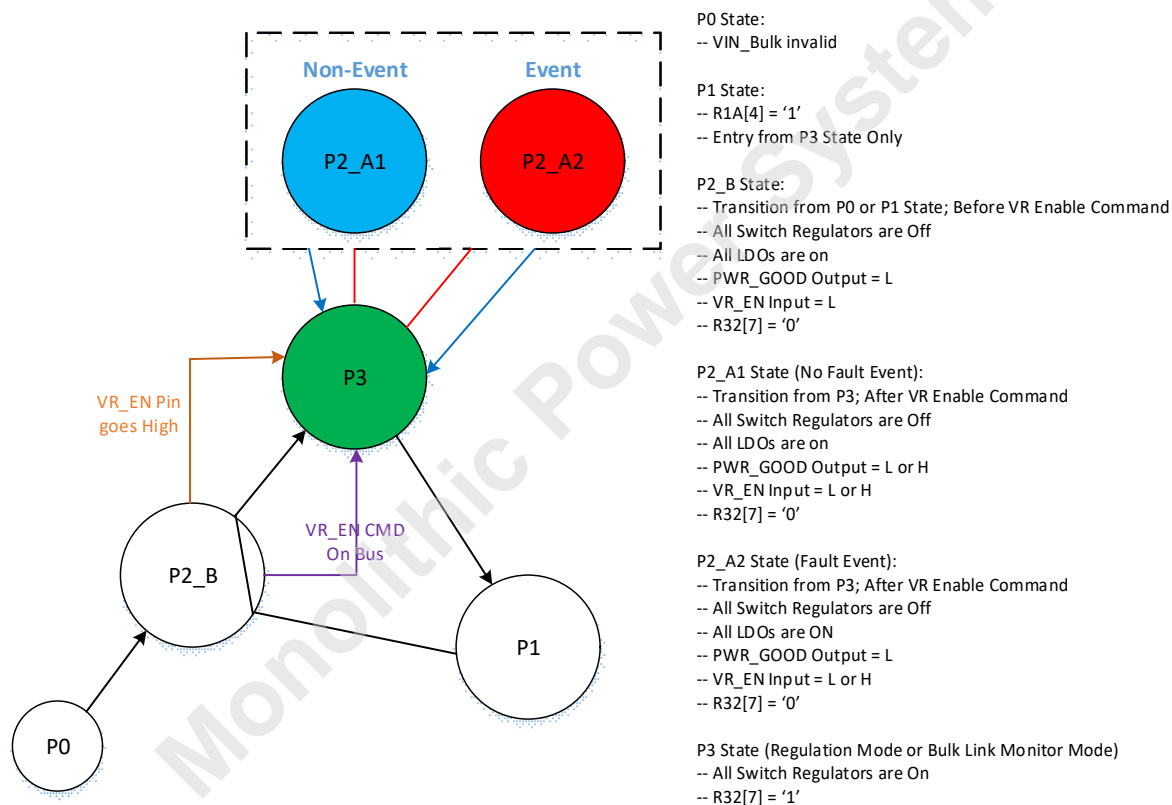 Non-Event
Event
P2_A1
P2_A2
P3
VR_EN Pin
goes High
VR_EN CMD
On Bus
P2_B
P1
P0
P0 State:
-- VIN_Bulk invalid
P1 State:
-- R1A[4] = ‘1’
-- Entry from P3 State Only
P2_B State:
-- Transition from P0 or P1 State; Before VR Enable Command
-- All Switch Regulators are Off
-- All LDOs are on
-- PWR_GOOD Output = L
-- VR_EN Input = L
-- R32[7] = ‘0’
P2_A1 State (No Fault Event):
-- Transition from P3; After VR Enable Command
-- All Switch Regulators are Off
-- All LDOs are on
-- PWR_GOOD Output = L or H
-- VR_EN Input = L or H
-- R32[7] = ‘0’
P2_A2 State (Fault Event):
-- Transition from P3; After VR Enable Command
-- All Switch Regulators are Off
-- All LDOs are ON
-- PWR_GOOD Output = L
-- VR_EN Input = L or H
-- R32[7] = ‘0’
P3 State (Regulation Mode or Bulk Link Monitor Mode)
-- All Switch Regulators are On
-- R32[7] = ‘1’
Monolithic Power System